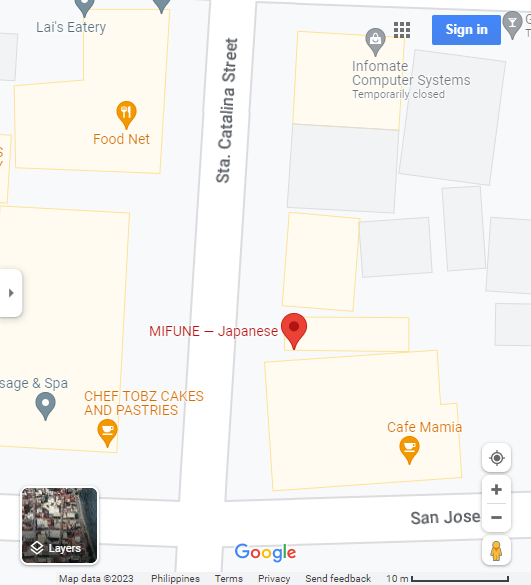 Lai's Eatery
Sign in
Infomate
Computer Systems
Temporarily closed
Sta. Catalina Street
Food Net
MIFUNE — Japanese
sage & Spa
CHEF TOBZ CAKES
AND PASTRIES
Cafe Mamia
Layers
San Jose
Google
Map data ©2023 Philippines Terms Privacy Send feedback 10 m